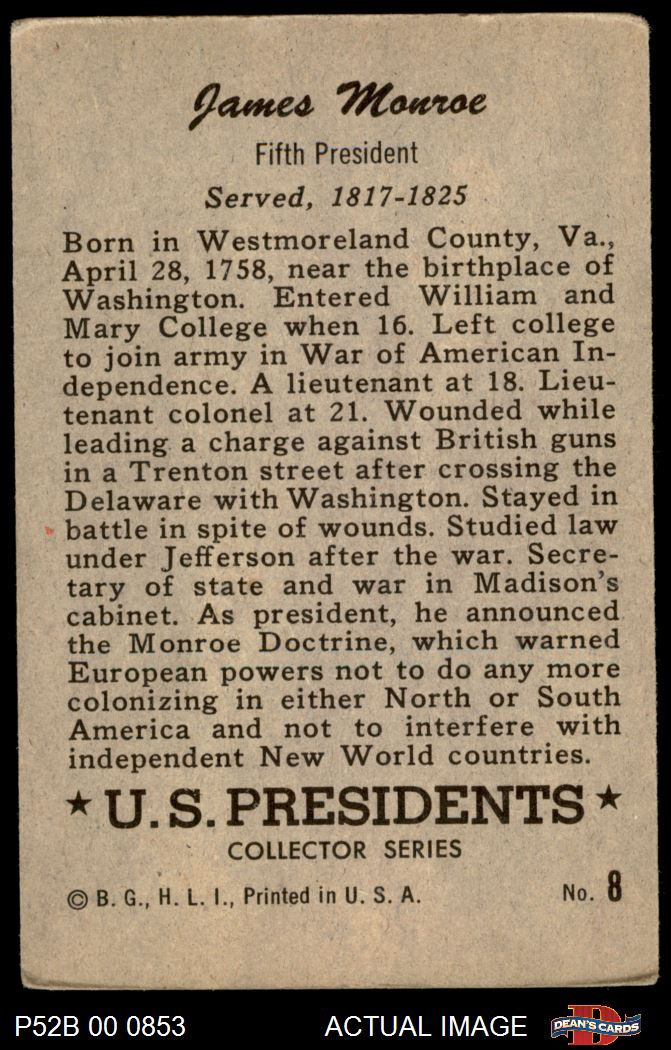 James Monroe
Fifth President
Served, 1817-1825
Born in Westmoreland County, Va.,
April 28, 1758, near the birthplace of
Washington. Entered William and
Mary College when 16. Left college
to join army in War of American In-
dependence. A lieutenant at 18. Lieu-
tenant colonel at 21. Wounded while
leading a charge against British guns
in a Trenton street after crossing the
Delaware with Washington. Stayed in
battle in spite of wounds. Studied law
under Jefferson after the war. Secre-
tary of state and war in Madison's
cabinet. As president, he announced
the Monroe Doctrine, which warned
European powers not to do any more
colonizing in either North or South
America and not to interfere with
independent New World countries.
★ U.S. PRESIDENTS ★
COLLECTOR SERIES
© B. G., H. L. I., Printed in U. S. A. No. 8
P52B 00 0853 ACTUAL IMAGE D DEAN'S CARDS